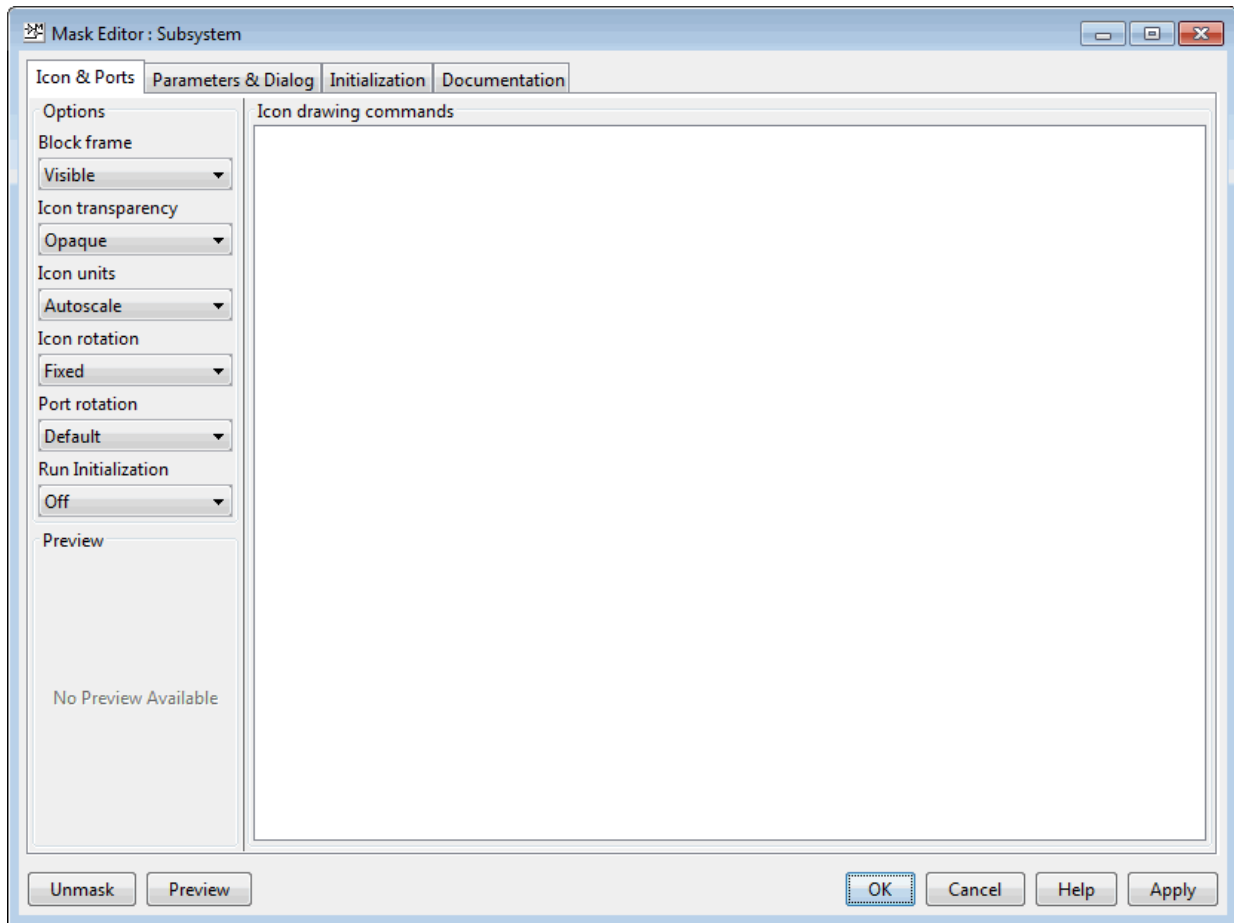 Mask Editor : Subsystem
Icon & Ports Parameters & Dialog Initialization Documentation
Options
Block frame
Visible
Icon transparency
Opaque
Icon units
Autoscale
Icon rotation
Fixed
Port rotation
Default
Run Initialization
Off
Preview
No Preview Available
Icon drawing commands
Unmask Preview OK Cancel Help Apply